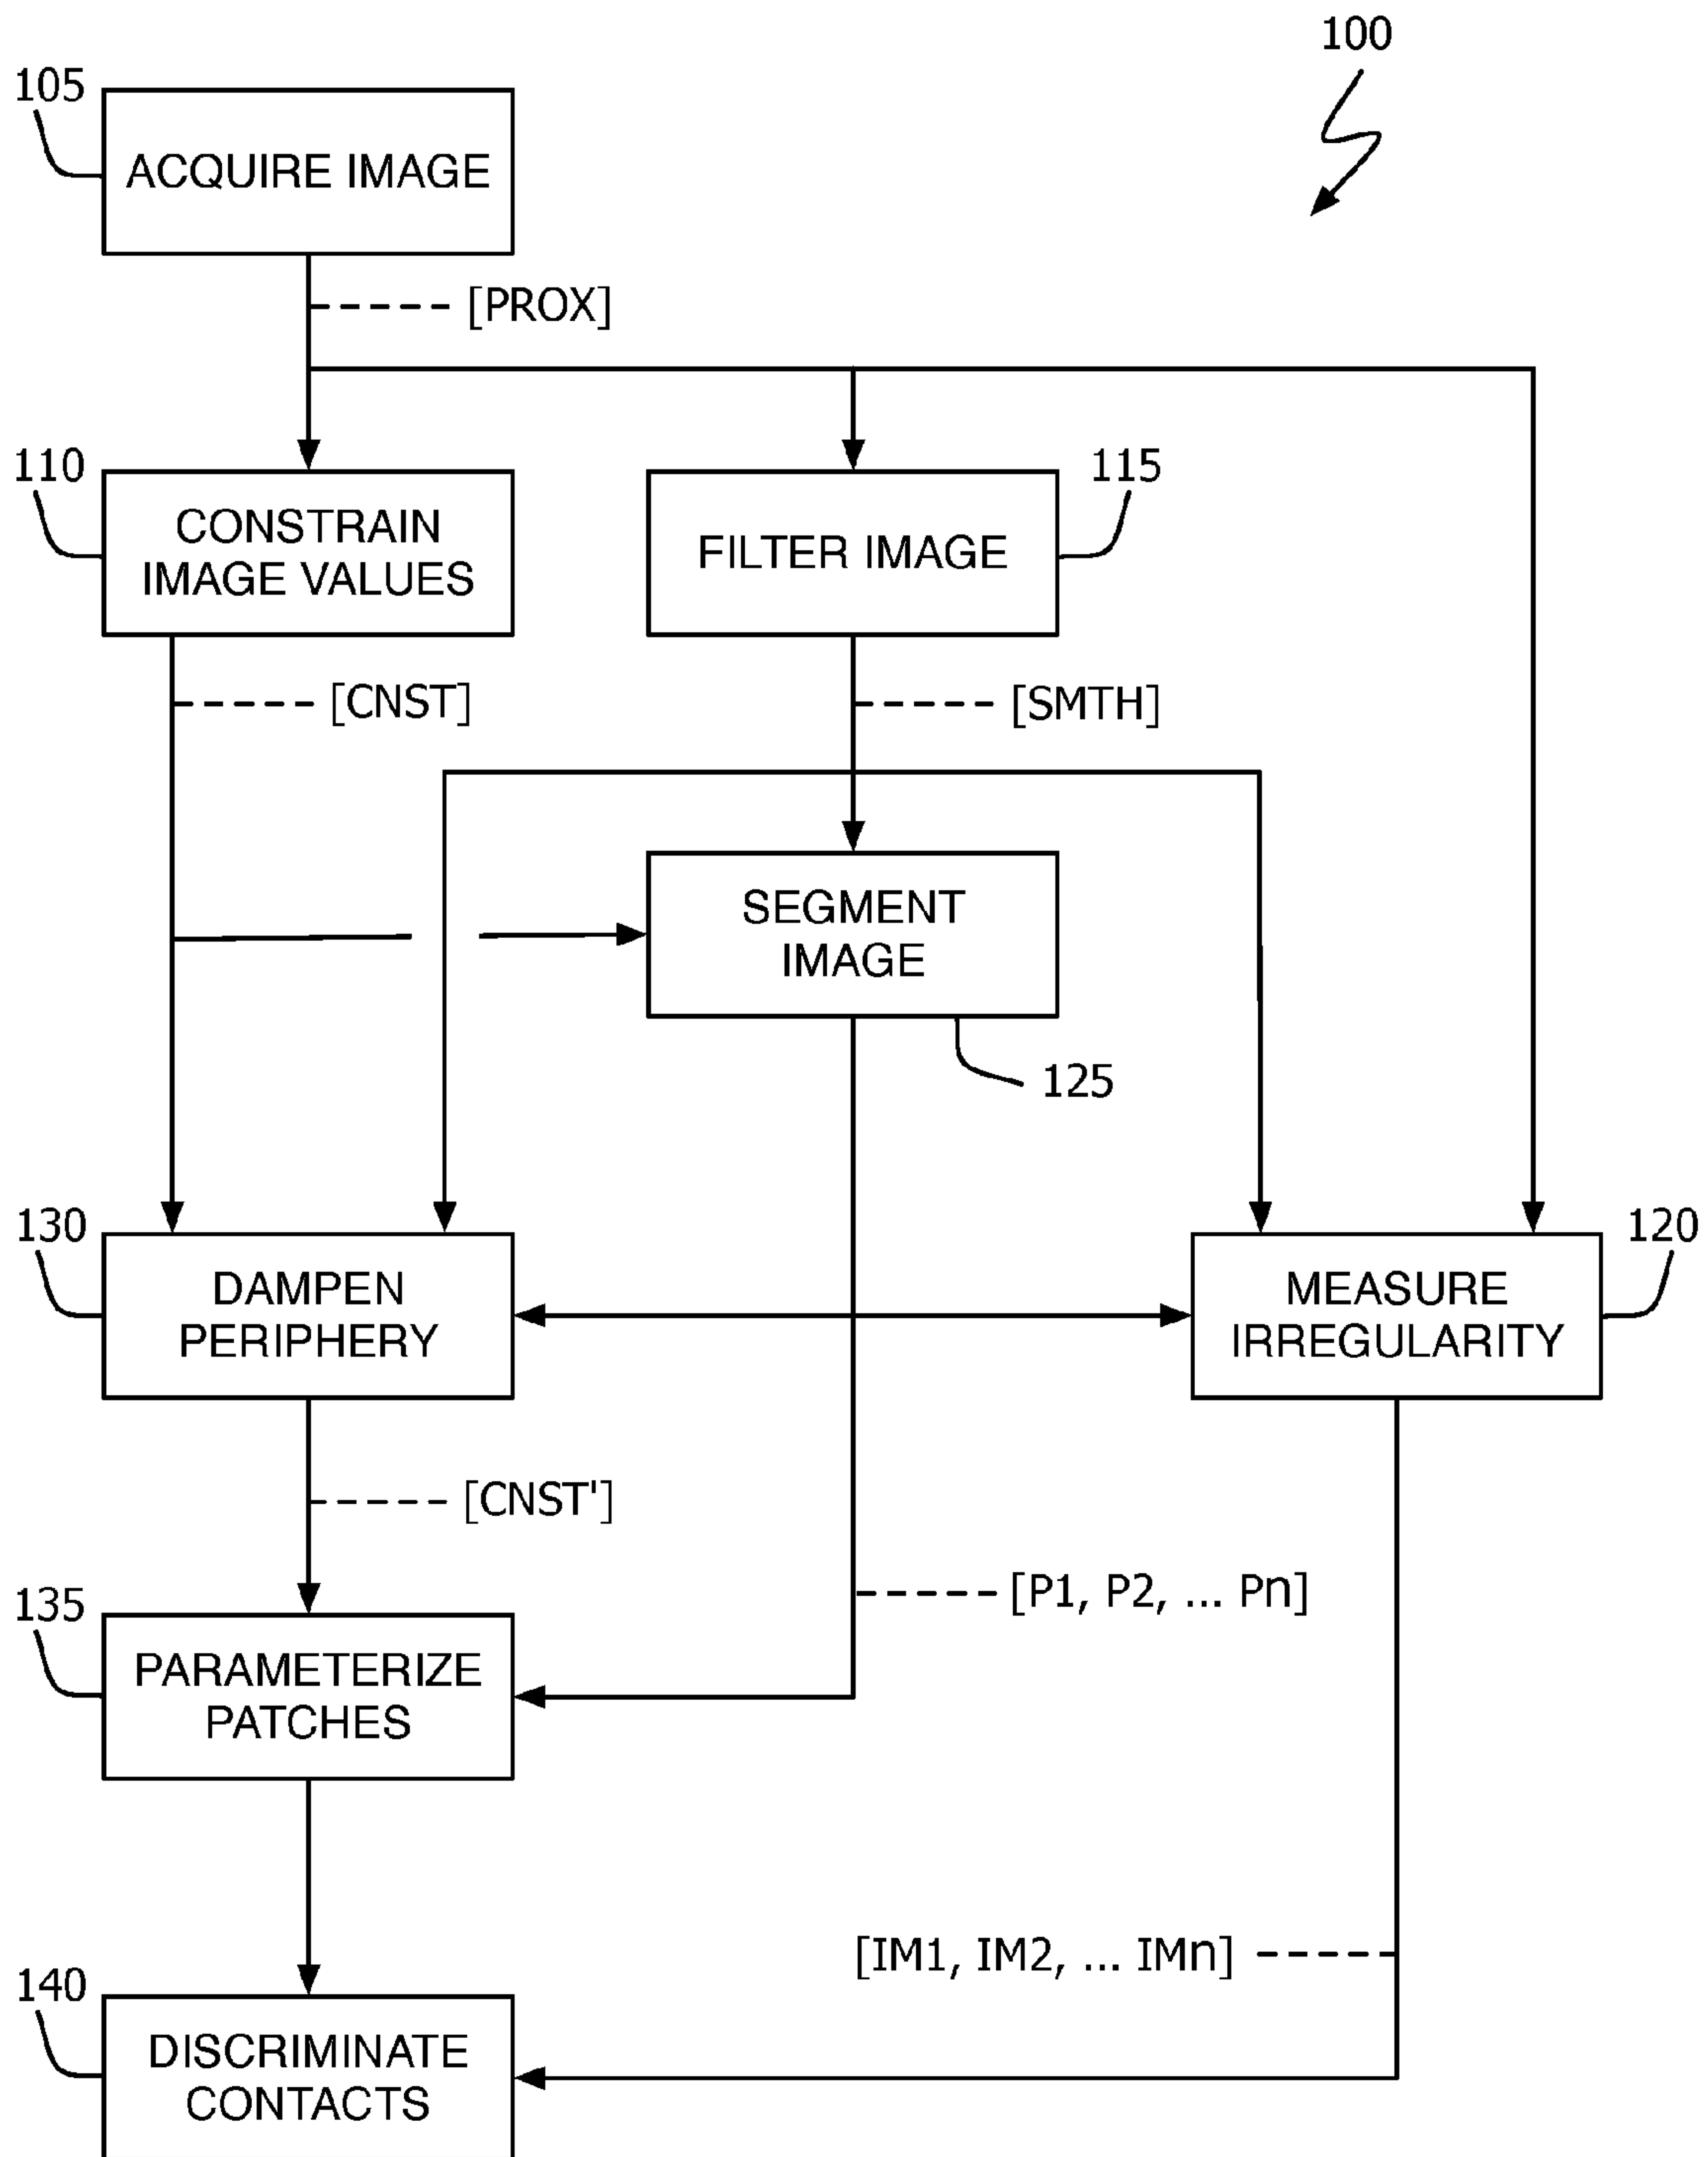 100
105
ACQUIRE IMAGE
[PROX]
110
CONSTRAIN
IMAGE VALUES
115
FILTER IMAGE
[CNST]
[SMTH]
SEGMENT
IMAGE
125
130
DAMPEN
PERIPHERY
120
MEASURE
IRREGULARITY
[CNST']
[P1, P2, ... Pn]
135
PARAMETERIZE
PATCHES
[IM1, IM2, ... IMn]
140
DISCRIMINATE
CONTACTS